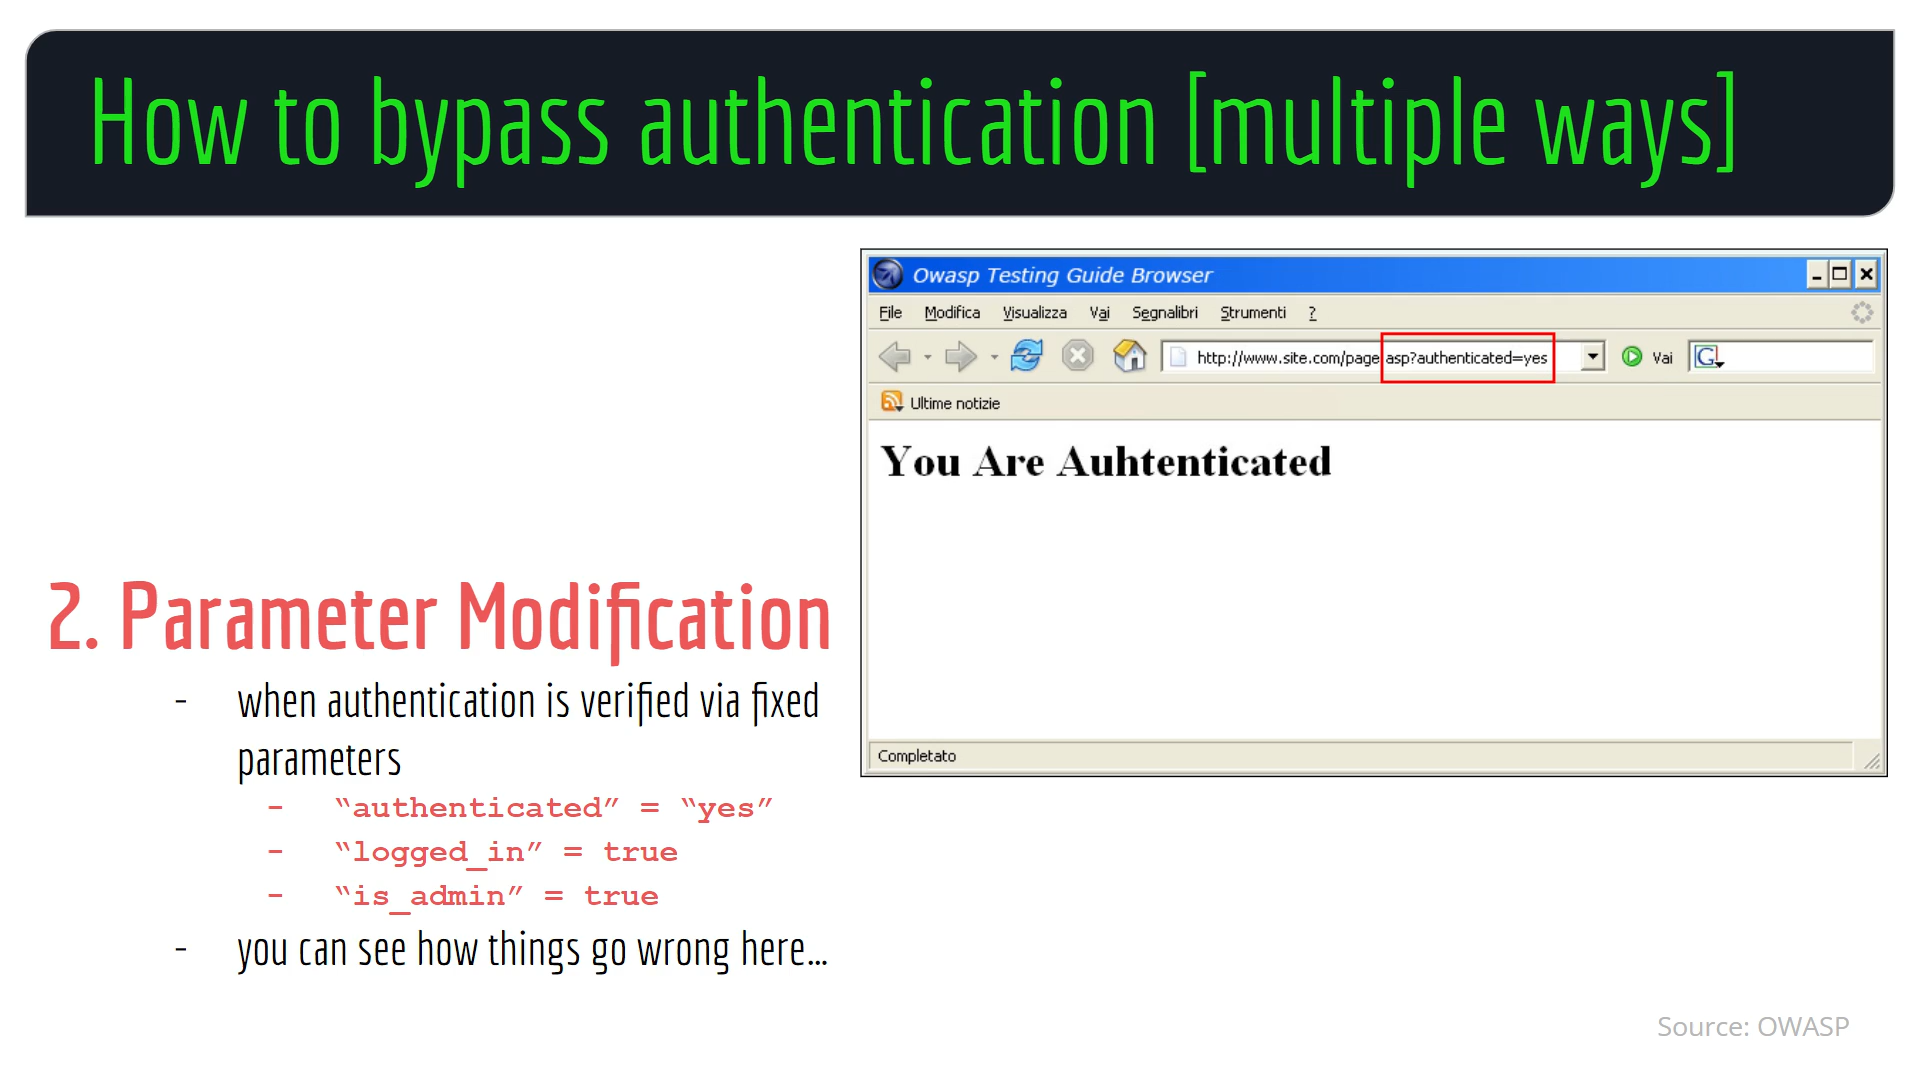 How to bypass authentication [multiple ways]
Owasp Testing Guide Browser
File Modifica Visualizza Vai Segnalibri Strumenti ?
http://www.site.com/page.asp?authenticated=yes Vai G
Ultime notizie
You Are Auhtenticated
Completato
2. Parameter Modification
- when authentication is verified via fixed
parameters
- “authenticated” = “yes”
- “logged_in” = true
- “is_admin” = true
- you can see how things go wrong here...
Source: OWASP